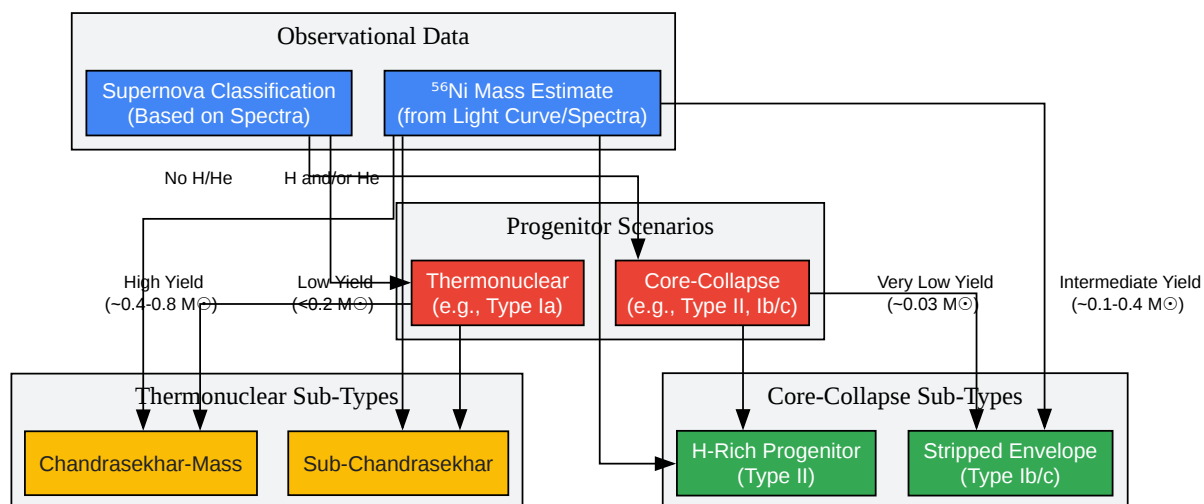 Observational Data
Supernova Classification
(Based on Spectra)
⁵⁶Ni Mass Estimate
(from Light Curve/Spectra)
No H/He
H and/or He
Progenitor Scenarios
High Yield
(~0.4-0.8 M☉)
Low Yield
(<0.2 M☉)
Thermonuclear
(e.g., Type Ia)
Core-Collapse
(e.g., Type II, Ib/c)
Very Low Yield
(~0.03 M☉)
Intermediate Yield
(~0.1-0.4 M☉)
Thermonuclear Sub-Types
Chandrasekhar-Mass
Sub-Chandrasekhar
Core-Collapse Sub-Types
H-Rich Progenitor
(Type II)
Stripped Envelope
(Type Ib/c)